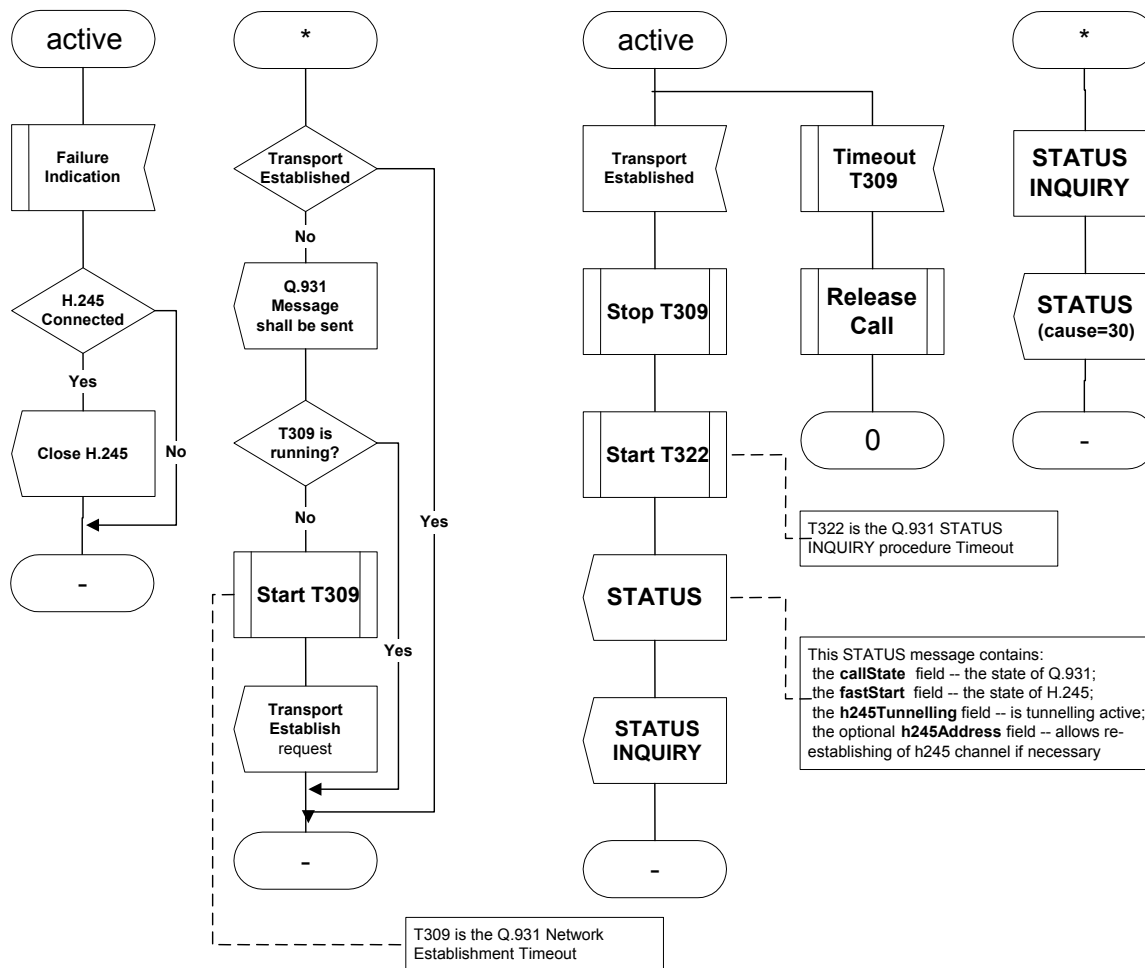 active
Failure
Indication
H.245
Connected
Yes
No
Close H.245
-
*
Transport
Established
No
Q.931
Message
shall be sent
T309 is
running?
No
Yes
Yes
Start T309
Transport
Establish
request
-
T309 is the Q.931 Network
Establishment Timeout
active
Transport
Established
Stop T309
Start T322
STATUS
STATUS
INQUIRY
-
Timeout
T309
Release
Call
0
T322 is the Q.931 STATUS
INQUIRY procedure Timeout
This STATUS message contains:
the callState field -- the state of Q.931;
the fastStart field -- the state of H.245;
the h245Tunnelling field -- is tunnelling active;
the optional h245Address field -- allows re-
establishing of h245 channel if necessary
*
STATUS
INQUIRY
STATUS
(cause=30)
-